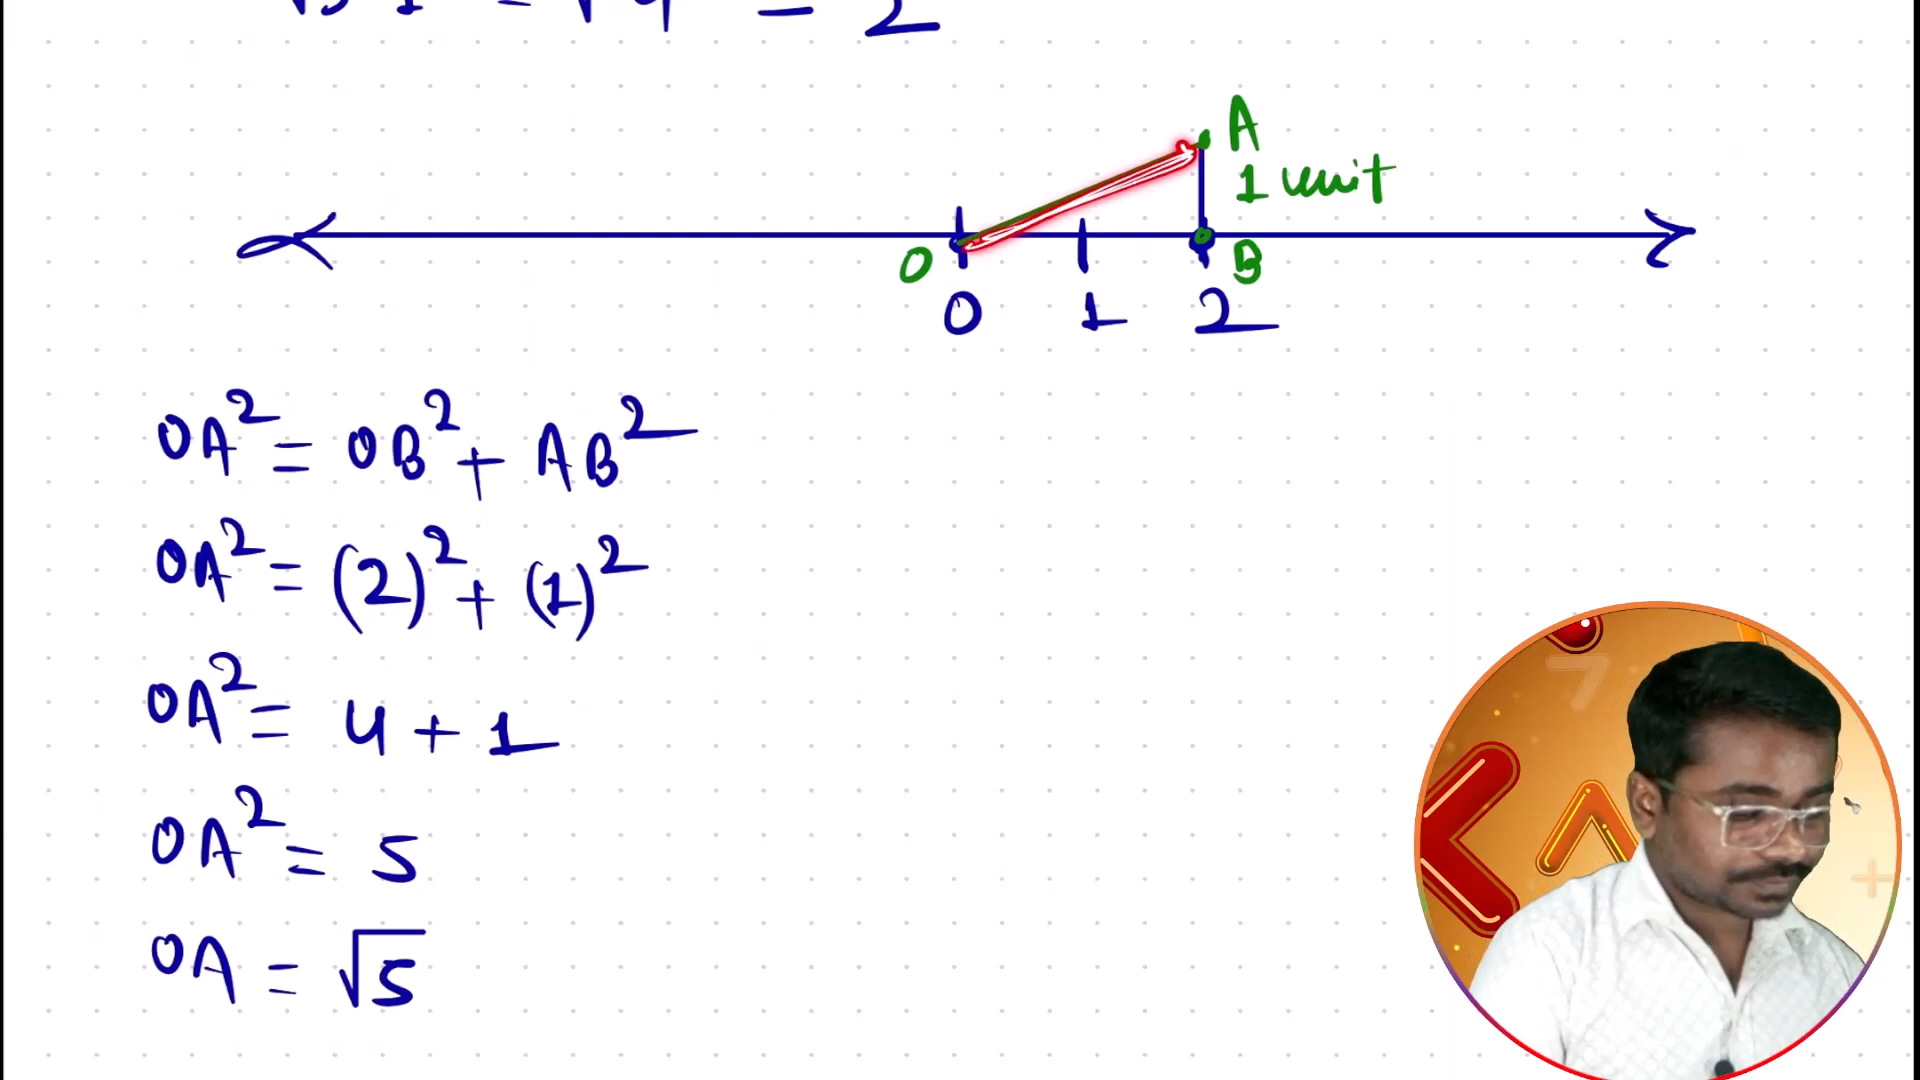 = 2
A
1 unit
O B
0 1 2
OA² = OB² + AB²
OA² = (2)² + (1)²
OA² = 4 + 1
OA² = 5
OA = √5